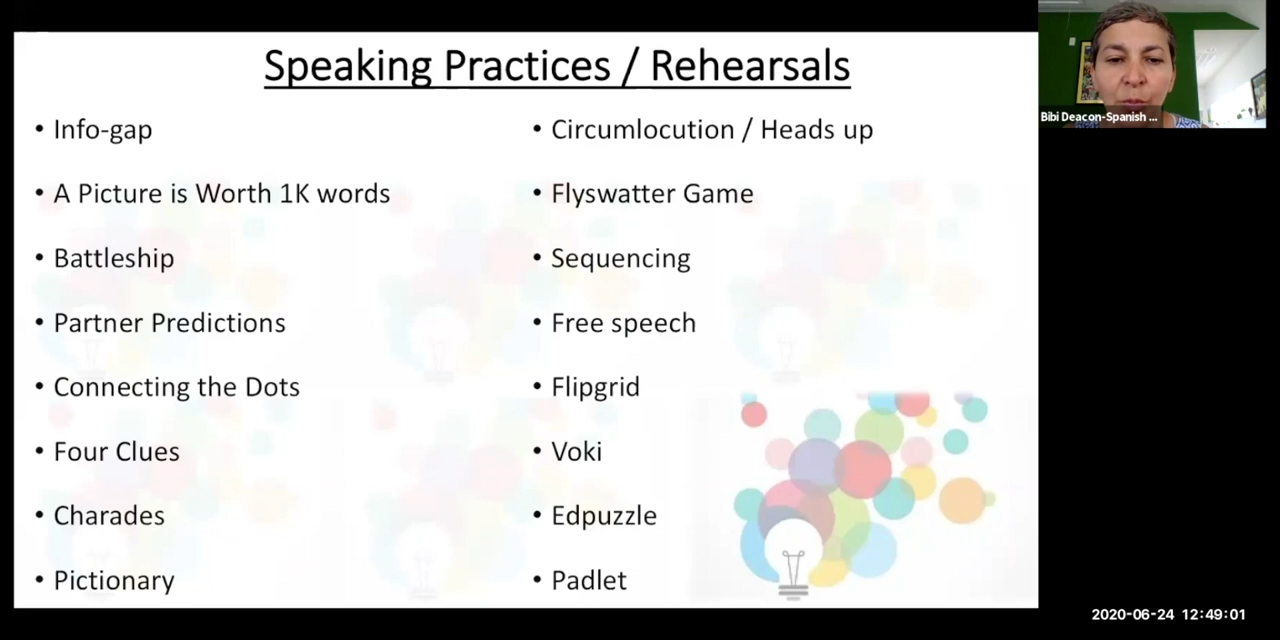 Speaking Practices / Rehearsals
• Info-gap
• A Picture is Worth 1K words
• Battleship
• Partner Predictions
• Connecting the Dots
• Four Clues
• Charades
• Pictionary
• Circumlocution / Heads up
• Flyswatter Game
• Sequencing
• Free speech
• Flipgrid
• Voki
• Edpuzzle
• Padlet
Bibi Deacon-Spanish ...
2020-06-24 12:49:01